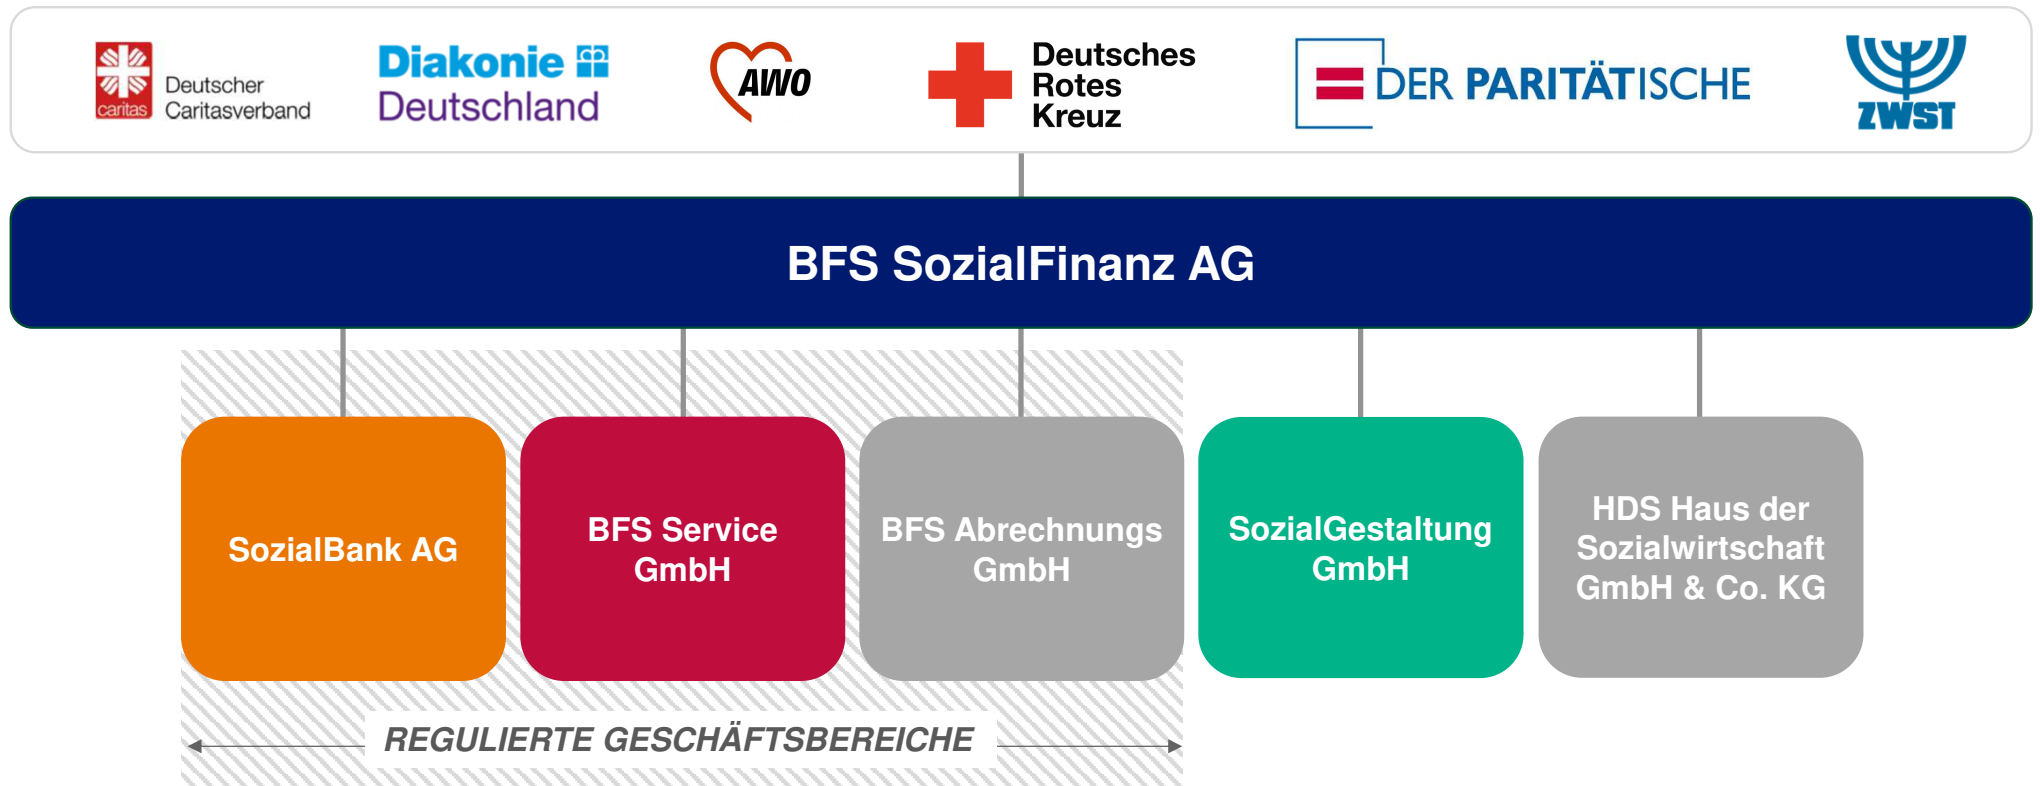 caritas
Deutscher
Caritasverband
Diakonie
Deutschland
AWO
Deutsches
Rotes
Kreuz
DER PARITÄTISCHE
ZWST
BFS SozialFinanz AG
SozialBank AG
BFS Service
GmbH
BFS Abrechnungs
GmbH
SozialGestaltung
GmbH
HDS Haus der
Sozialwirtschaft
GmbH & Co. KG
REGULIERTE GESCHÄFTSBEREICHE